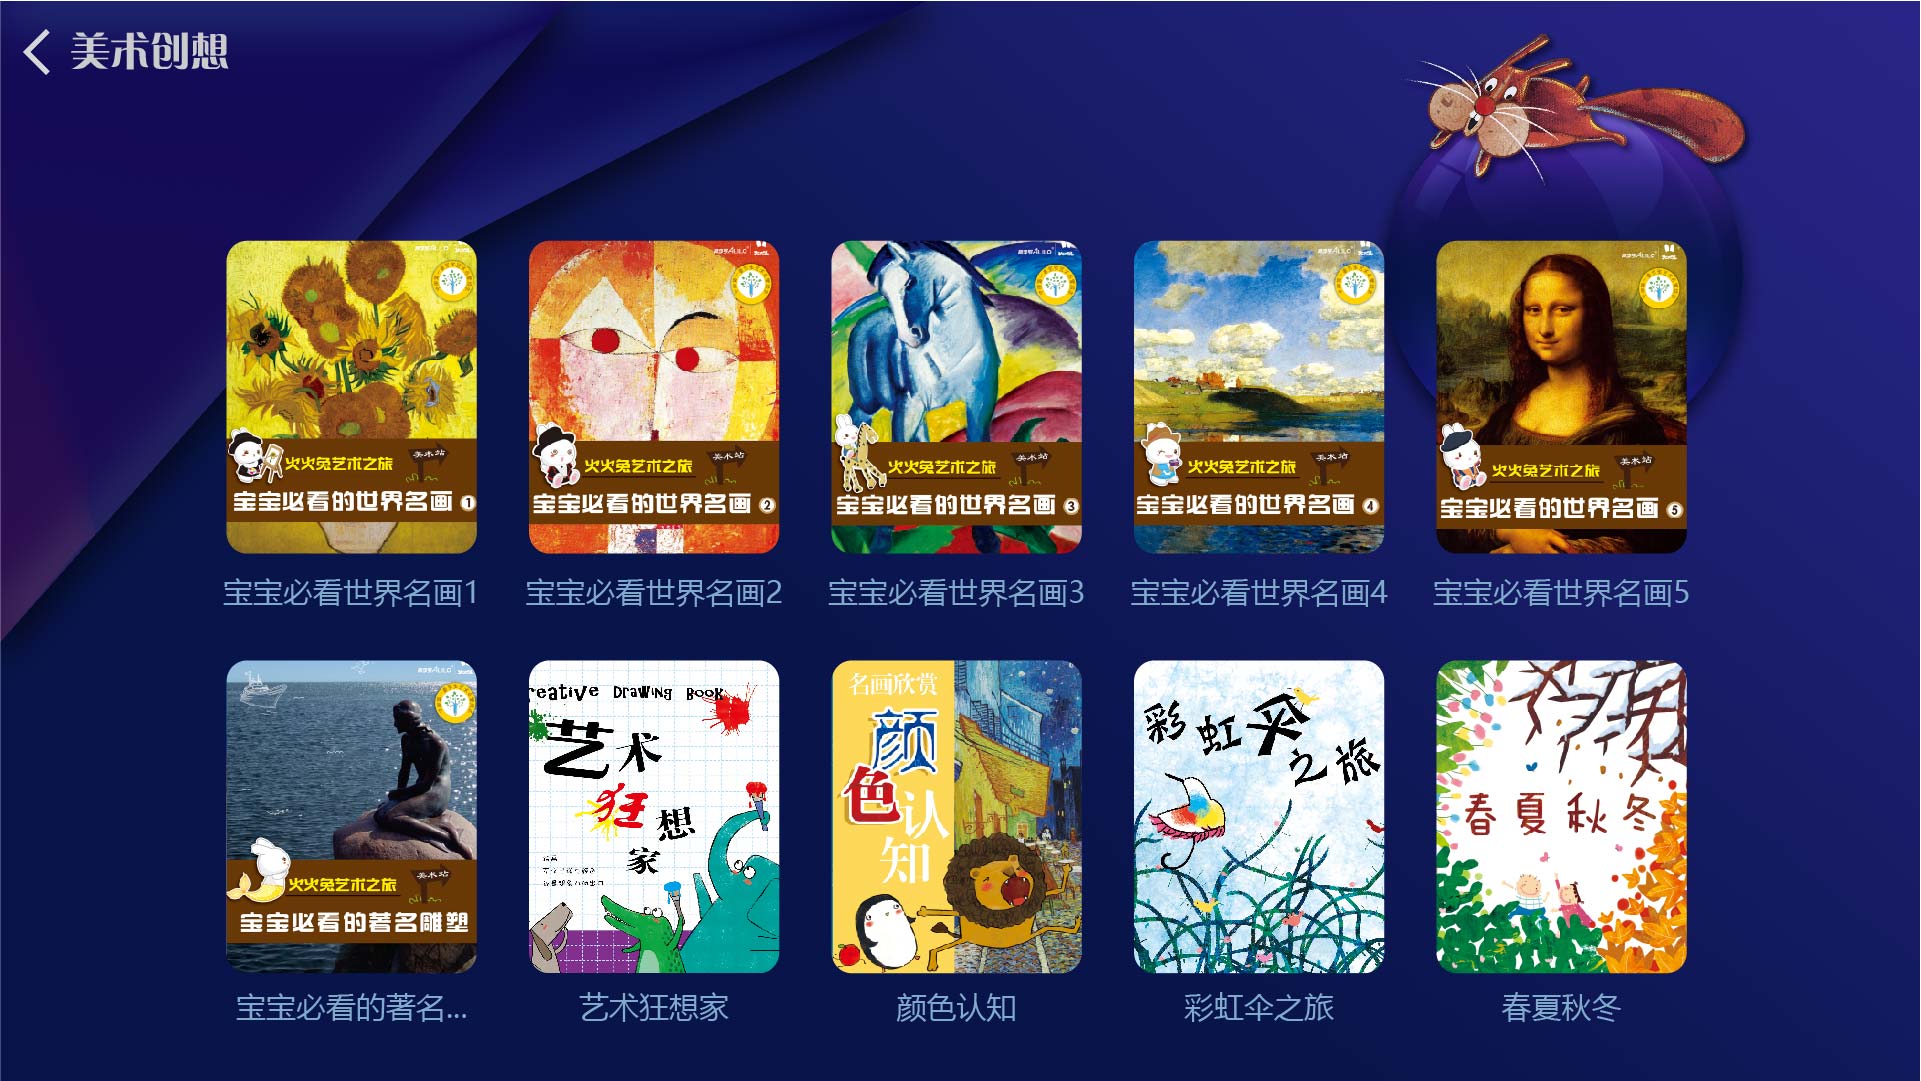 美术创想
火火兔艺术之旅
美术站
宝宝必看的世界名画 1
火火兔艺术之旅
美术站
宝宝必看的世界名画 2
火火兔艺术之旅
美术站
宝宝必看的世界名画 3
火火兔艺术之旅
美术站
宝宝必看的世界名画 4
火火兔艺术之旅
美术站
宝宝必看的世界名画 5
宝宝必看世界名画1
宝宝必看世界名画2
宝宝必看世界名画3
宝宝必看世界名画4
宝宝必看世界名画5
火火兔艺术之旅
美术站
宝宝必看的著名雕塑
reative Drawing Book
艺术
狂想
家
名画欣赏
颜
色认
知
彩虹伞
之旅
春夏秋冬
宝宝必看的著名...
艺术狂想家
颜色认知
彩虹伞之旅
春夏秋冬